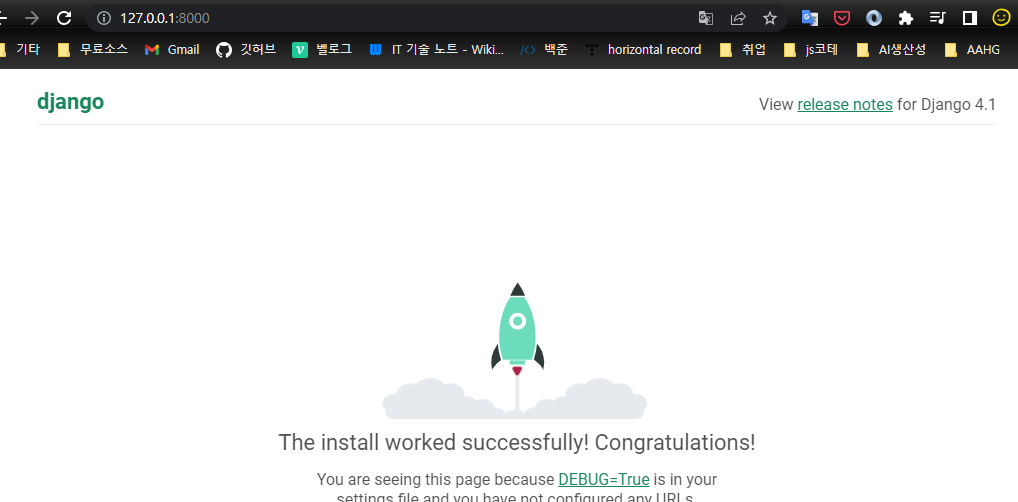 127.0.0.1:8000
기타 무료소스 Gmail 깃허브 벨로그 IT 기술 노트 - Wiki... 백준 horizontal record 취업 js코테 AI생산성 AAHG
django
View release notes for Django 4.1
The install worked successfully! Congratulations!
You are seeing this page because DEBUG=True is in your
settings file and you have not configured any URLs.